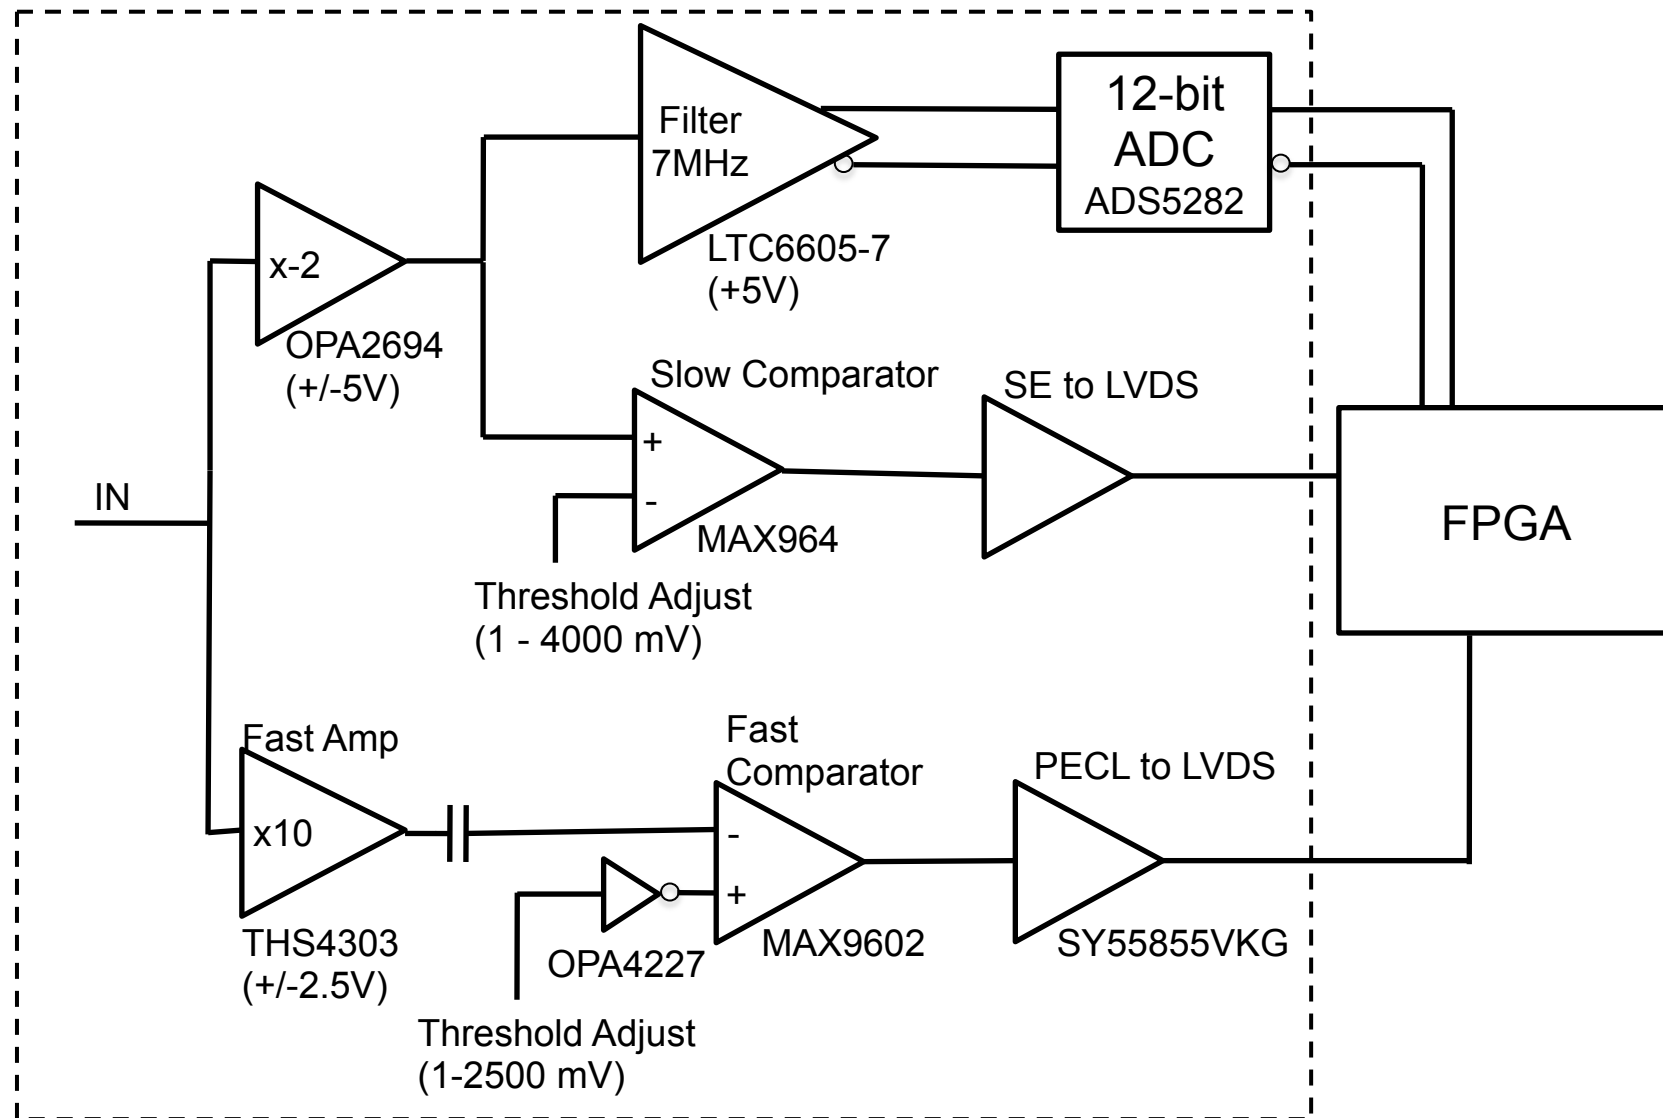 Filter
7MHz
LTC6605-7
(+5V)
12-bit
ADC
ADS5282
x-2
OPA2694
(+/-5V)
Slow Comparator
+
-
MAX964
Threshold Adjust
(1 - 4000 mV)
SE to LVDS
IN
FPGA
Fast Amp
x10
THS4303
(+/-2.5V)
Fast
Comparator
-
+
MAX9602
OPA4227
Threshold Adjust
(1-2500 mV)
PECL to LVDS
SY55855VKG